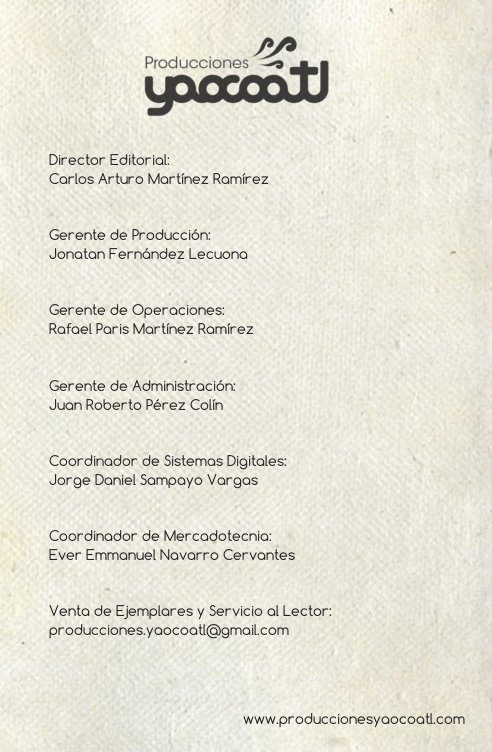 Producciones
yaocoatl
Director Editorial:
Carlos Arturo Martínez Ramírez
Gerente de Producción:
Jonatan Fernández Lecuona
Gerente de Operaciones:
Rafael Paris Martínez Ramírez
Gerente de Administración:
Juan Roberto Pérez Colín
Coordinador de Sistemas Digitales:
Jorge Daniel Sampayo Vargas
Coordinador de Mercadotecnia:
Ever Emmanuel Navarro Cervantes
Venta de Ejemplares y Servicio al Lector:
producciones.yaocoatl@gmail.com
www.produccionesyaocoatl.com